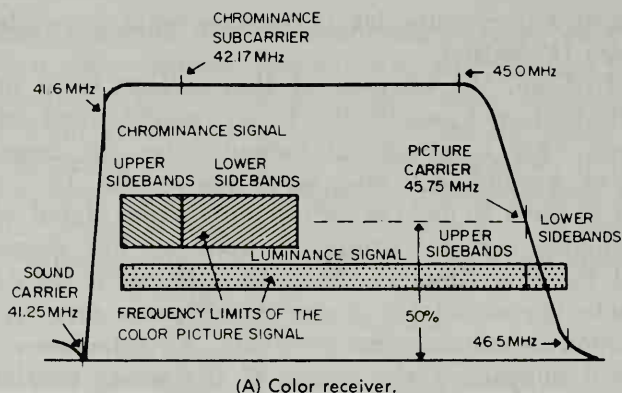 CHROMINANCE
SUBCARRIER
42.17 MHz
41.6 MHz
45.0 MHz
CHROMINANCE SIGNAL
UPPER
SIDEBANDS
LOWER
SIDEBANDS
PICTURE
CARRIER
45.75 MHz
LOWER
SIDEBANDS
UPPER
SIDEBANDS
LUMINANCE SIGNAL
SOUND
CARRIER
41.25 MHz
FREQUENCY LIMITS OF THE
COLOR PICTURE SIGNAL
50%
46.5 MHz
(A) Color receiver.